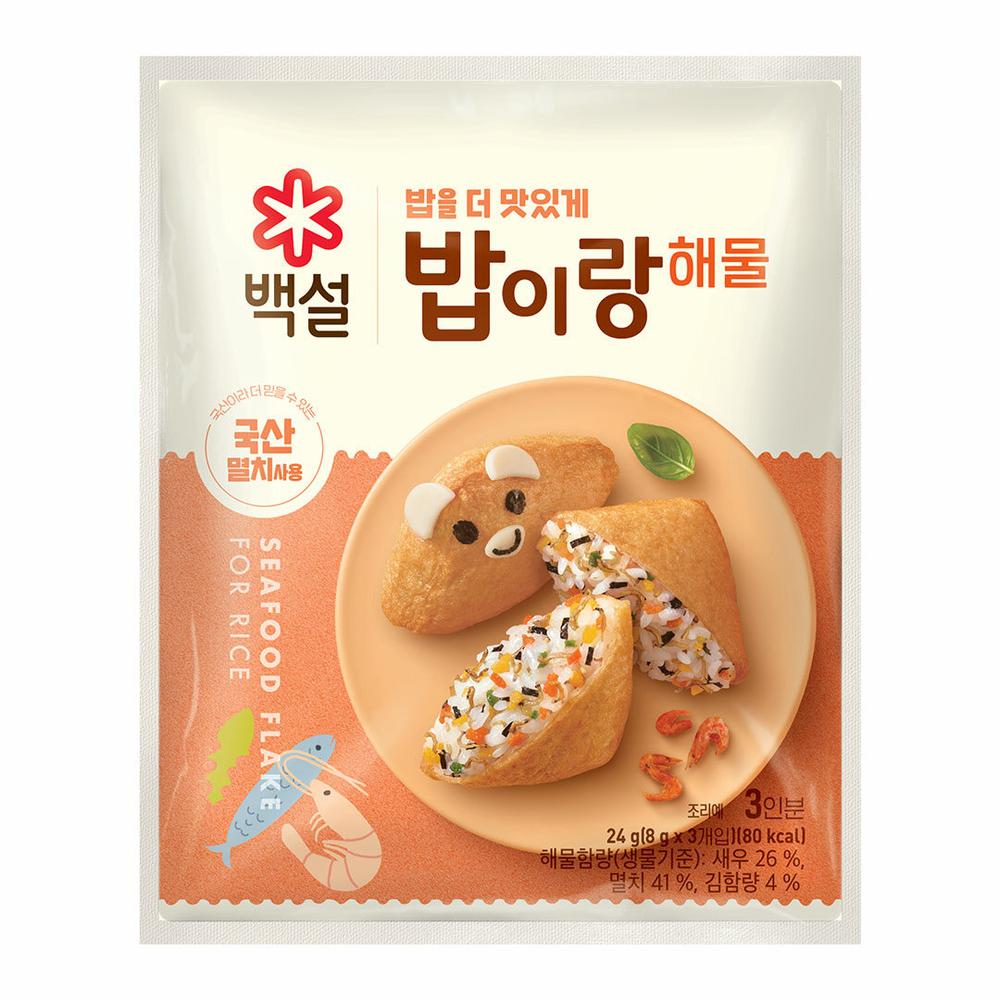 백설
밥을 더 맛있게
밥이랑 해물
국산이라 더 믿을 수 있는
국산
멸치사용
SEAFOOD FLAKE
FOR RICE
조리예 3인분
24 g(8 g x 3개입)(80 kcal)
해물함량(생물기준): 새우 26 %,
멸치 41 %, 김함량 4 %